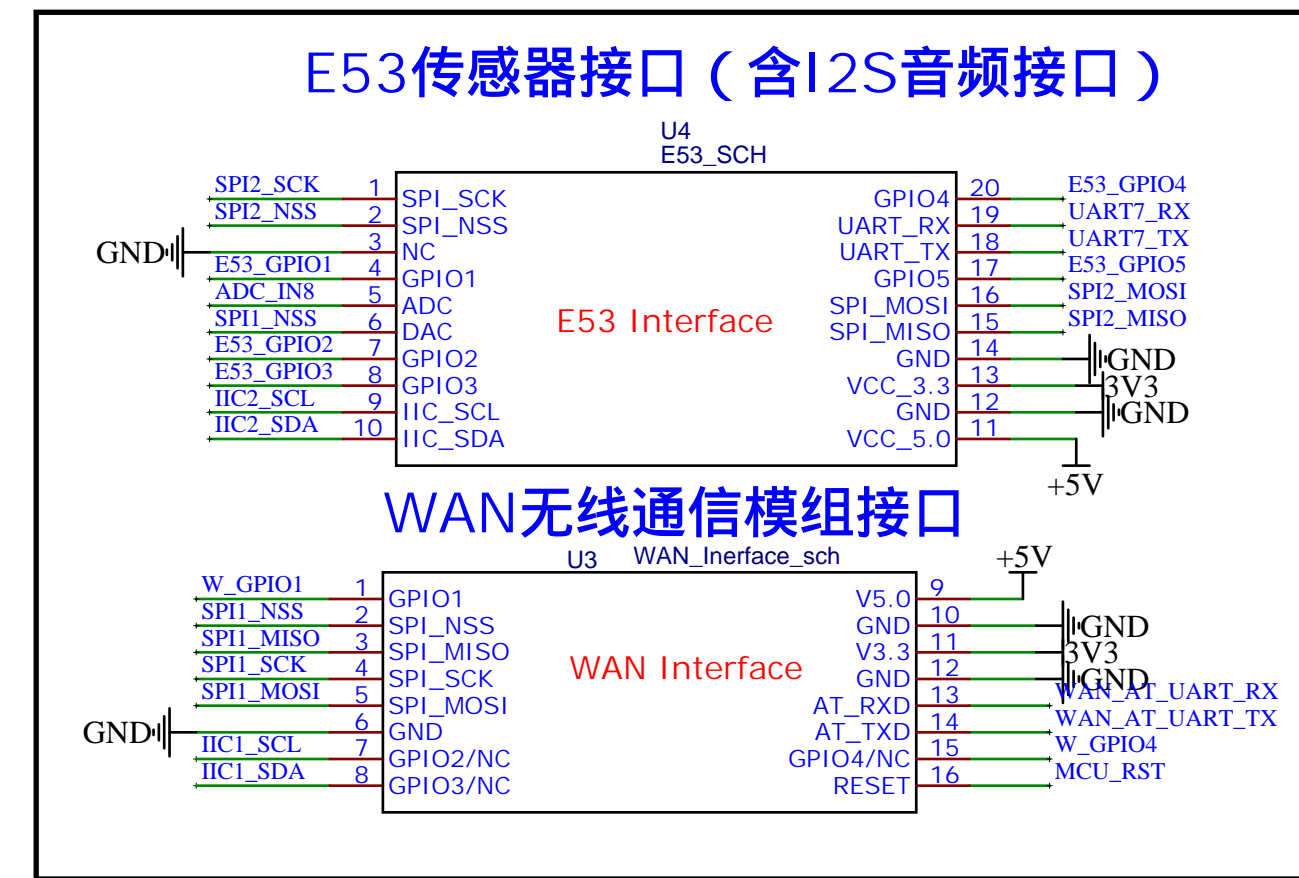 E53传感器接口（含I2S音频接口）
U4
E53_SCH
SPI2_SCK 1 SPI_SCK GPIO4 20 E53_GPIO4
SPI2_NSS 2 SPI_NSS UART_RX 19 UART7_RX
GND 3 NC UART_TX 18 UART7_TX
E53_GPIO1 4 GPIO1 GPIO5 17 E53_GPIO5
ADC_IN8 5 ADC SPI_MOSI 16 SPI2_MOSI
SPI1_NSS 6 DAC E53 Interface SPI_MISO 15 SPI2_MISO
E53_GPIO2 7 GPIO2 GND 14 GND
E53_GPIO3 8 GPIO3 VCC_3.3 13 3V3
IIC2_SCL 9 IIC_SCL GND 12 GND
IIC2_SDA 10 IIC_SDA VCC_5.0 11
+5V
WAN无线通信模组接口
U3 WAN_Inerface_sch +5V
W_GPIO1 1 GPIO1 V5.0 9
SPI1_NSS 2 SPI_NSS GND 10 GND
SPI1_MISO 3 SPI_MISO V3.3 11 3V3
SPI1_SCK 4 SPI_SCK WAN Interface GND 12 GND
SPI1_MOSI 5 SPI_MOSI AT_RXD 13 WAN_AT_UART_RX
GND 6 GND AT_TXD 14 WAN_AT_UART_TX
IIC1_SCL 7 GPIO2/NC GPIO4/NC 15 W_GPIO4
IIC1_SDA 8 GPIO3/NC RESET 16 MCU_RST